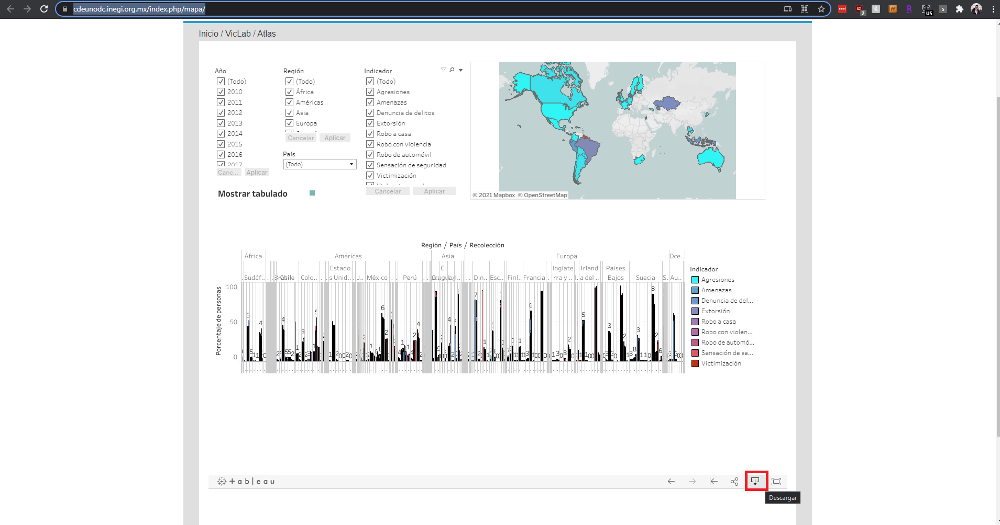 cdeunodc.inegi.org.mx/index.php/mapa/
2
US
S
Inicio / VicLab / Atlas
Año
(Todo)
2010
2011
2012
2013
2014
2015
2016
2017
Canc...
Aplicar
Región
(Todo)
África
Américas
Asia
Europa
Cancelar
Aplicar
País
(Todo)
Indicador
(Todo)
Agresiones
Amenazas
Denuncia de delitos
Extorsión
Robo a casa
Robo con violencia
Robo de automóvil
Sensación de seguridad
Victimización
Cancelar
Aplicar
Mostrar tabulado
© 2021 Mapbox © OpenStreetMap
Región / País / Recolección
África
Américas
Asia
Europa
Oce..
Sudáf..
Brasil
Chile
Colo..
Estado
s Unid..
J..
México
Perú
C.
Uruguay
Din..
Esc..
Finl..
Francia
Inglate
rra y ..
I.
Irland
a del ..
Países
Bajos
Suecia
S.
Au..
Porcentaje de personas
100
50
0
Indicador
Agresiones
Amenazas
Denuncia de del...
Extorsión
Robo a casa
Robo con violen...
Robo de automó...
Sensación de se...
Victimización
+ a b l e a u
Descargar